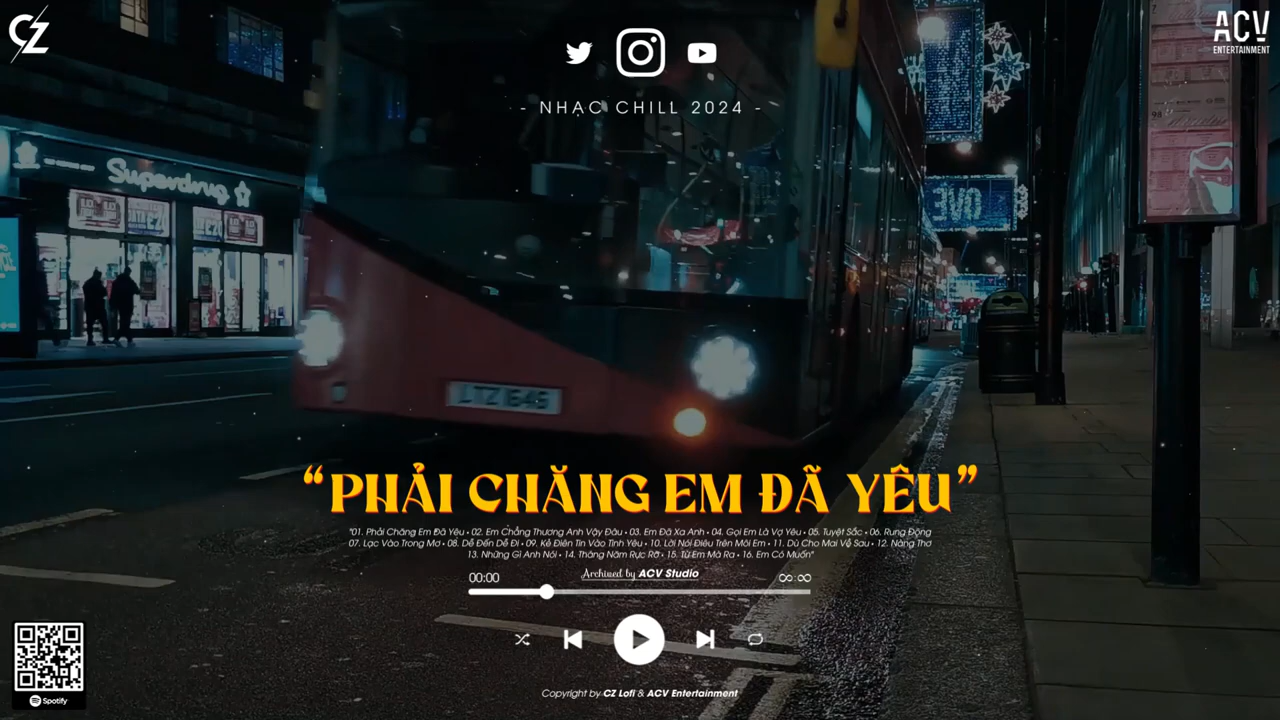 CZ
ACV
ENTERTAINMENT
- NHẠC CHILL 2024 -
Superdrug
LTZ 1646
“PHẢI CHĂNG EM ĐÃ YÊU”
"01. Phải Chăng Em Đã Yêu • 02. Em Chẳng Thương Anh Vậy Đâu • 03. Em Đã Xa Anh • 04. Gọi Em Là Vợ Yêu • 05. Tuyệt Sắc • 06. Rung Động
07. Lạc Vào Trong Mơ • 08. Dễ Đến Dễ Đi • 09. Kẻ Điên Tin Vào Tình Yêu • 10. Lời Nói Điêu Trên Môi Em • 11. Dù Cho Mai Về Sau • 12. Nàng Thơ
13. Những Gì Anh Nói • 14. Tháng Năm Rực Rỡ • 15. Từ Em Mà Ra • 16. Em Có Muốn"
Archived by ACV Studio
00:00
∞:∞
Spotify
Copyright by CZ Lofi & ACV Entertainment